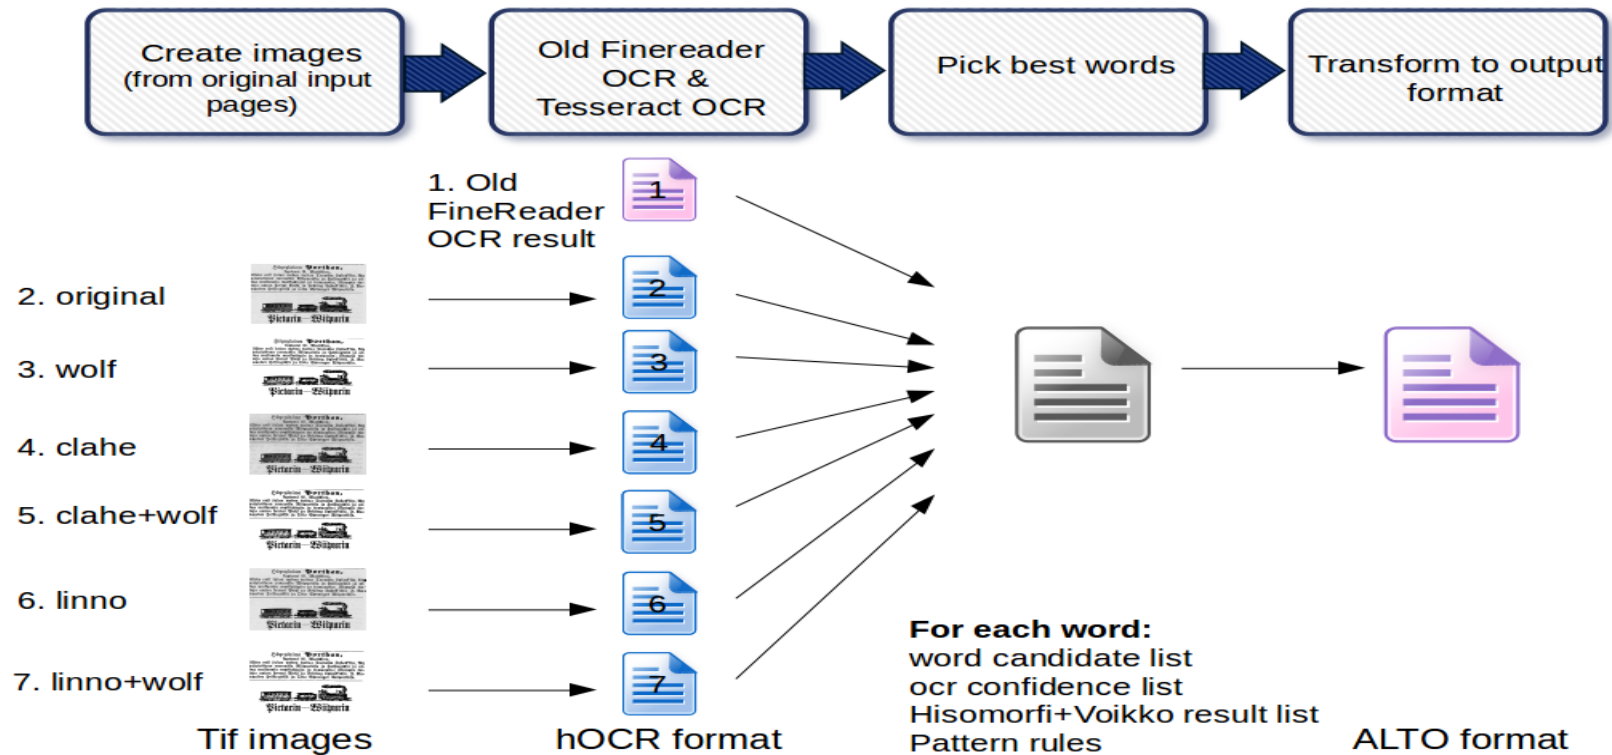 Create images
(from original input
pages)
Old Finereader
OCR &
Tesseract OCR
Pick best words
Transform to output
format
1. Old
FineReader
OCR result
1
2. original
2
3. wolf
3
4. clahe
4
5. clahe+wolf
5
6. linno
6
7. linno+wolf
7
For each word:
word candidate list
ocr confidence list
Hisomorfi+Voikko result list
Pattern rules
Tif images
hOCR format
ALTO format